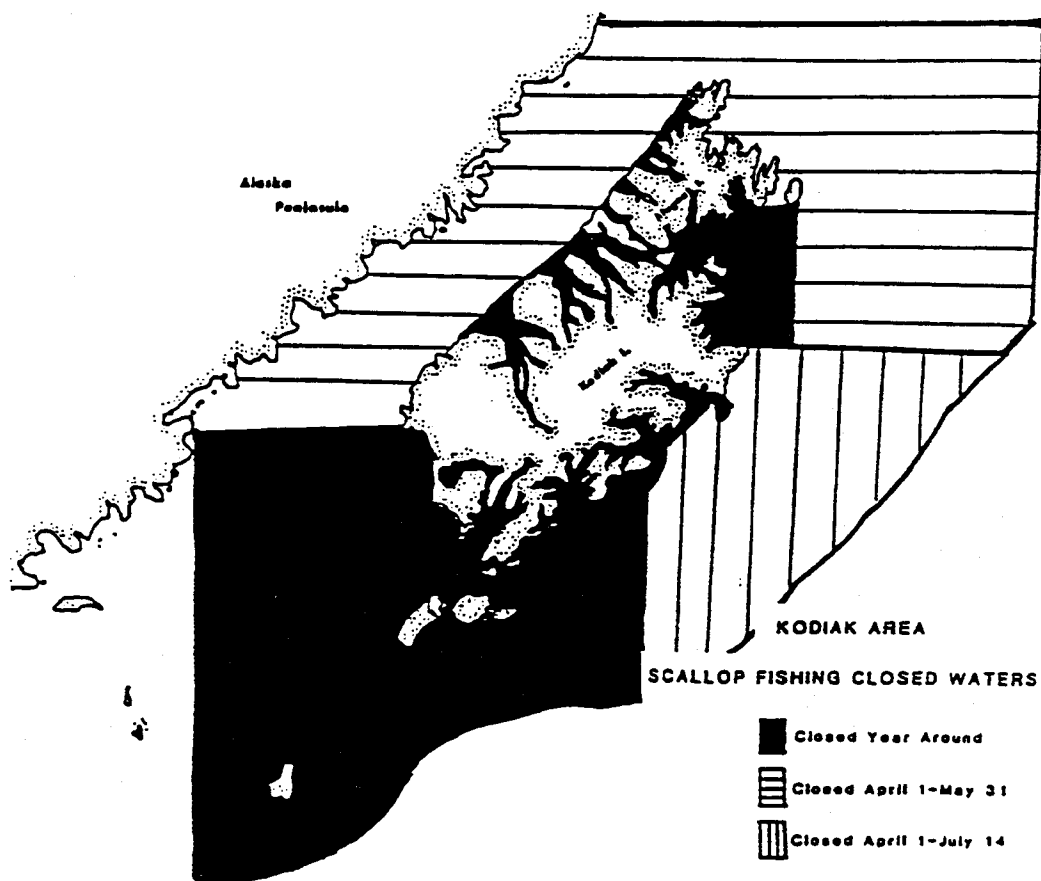 Alaska
Peninsula
Kodiak I.
KODIAK AREA
SCALLOP FISHING CLOSED WATERS
Closed Year Around
Closed April 1-May 31
Closed April 1-July 14